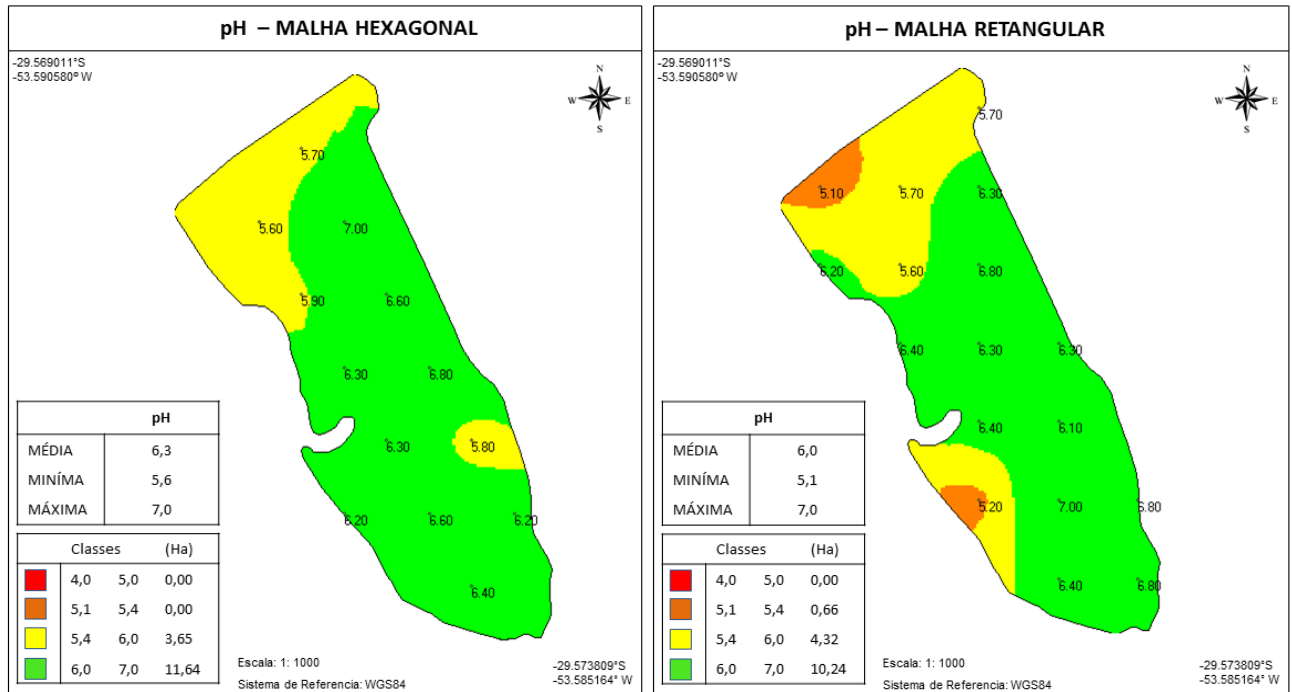 pH – MALHA HEXAGONAL
-29.569011°S
-53.590580° W
N
W E
S
5.70
5.60 7.00
5.90 6.60
6.30 6.80
6.30 5.80
6.20 6.60 6.20
6.40
pH
MÉDIA 6,3
MINÍMA 5,6
MÁXIMA 7,0
Classes (Ha)
4,0 5,0 0,00
5,1 5,4 0,00
5,4 6,0 3,65
6,0 7,0 11,64
Escala: 1: 1000
Sistema de Referencia: WGS84
-29.573809°S
-53.585164° W
pH – MALHA RETANGULAR
-29.569011°S
-53.590580° W
N
W E
S
5.70
5.10 5.70 6.30
6.20 5.60 6.80
6.40 6.30 6.30
6.40 6.10
5.20 7.00 6.80
6.40 6.80
pH
MÉDIA 6,0
MINÍMA 5,1
MÁXIMA 7,0
Classes (Ha)
4,0 5,0 0,00
5,1 5,4 0,66
5,4 6,0 4,32
6,0 7,0 10,24
Escala: 1: 1000
Sistema de Referencia: WGS84
-29.573809°S
-53.585164° W